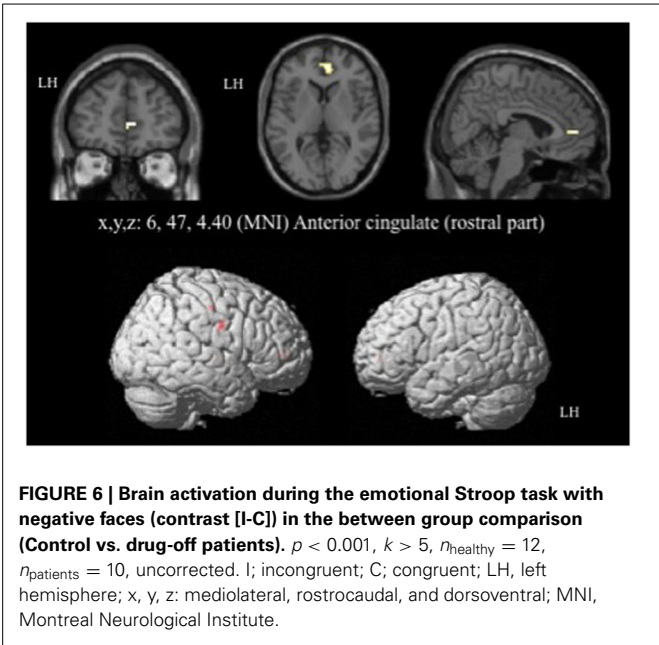 LH
LH
x,y,z: 6, 47, 4.40 (MNI) Anterior cingulate (rostral part)
LH
FIGURE 6 | Brain activation during the emotional Stroop task with
negative faces (contrast [I-C]) in the between group comparison
(Control vs. drug-off patients). p < 0.001, k > 5, nhealthy = 12,
npatients = 10, uncorrected. I; incongruent; C; congruent; LH, left
hemisphere; x, y, z: mediolateral, rostrocaudal, and dorsoventral; MNI,
Montreal Neurological Institute.